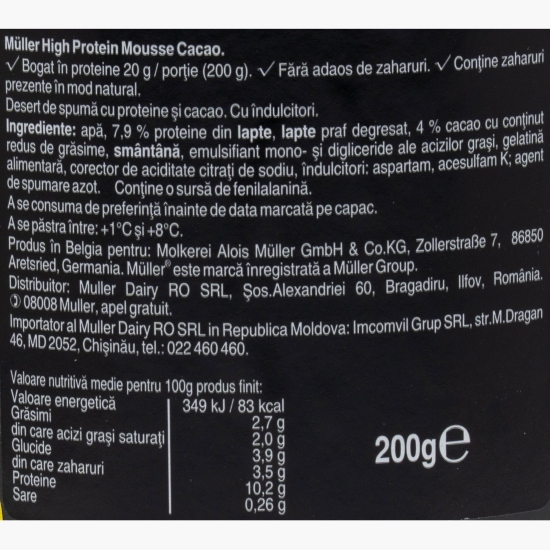 Müller High Protein Mousse Cacao.
✓ Bogat în proteine 20 g / porție (200 g). ✓ Fără adaos de zaharuri. ✓ Conține zaharuri
prezente în mod natural.
Desert de spumă cu proteine și cacao. Cu îndulcitori.
Ingrediente: apă, 7,9 % proteine din lapte, lapte praf degresat, 4 % cacao cu conținut
redus de grăsime, smântână, emulsifiant mono- și digliceride ale acizilor grași, gelatină
alimentară, corector de aciditate citrați de sodiu, îndulcitori: aspartam, acesulfam K; agent
de spumare azot. Conține o sursă de fenilalanină.
A se consuma de preferință înainte de data marcată pe capac.
A se păstra între: +1°C și +8°C.
Produs în Belgia pentru: Molkerei Alois Müller GmbH & Co.KG, Zollerstraße 7, 86850
Aretsried, Germania. Müller® este marcă înregistrată a Müller Group.
Distribuitor: Muller Dairy RO SRL, Șos.Alexandriei 60, Bragadiru, Ilfov, România.
08008 Muller, apel gratuit.
Importator al Muller Dairy RO SRL in Republica Moldova: Imcomvil Grup SRL, str.M.Dragan
46, MD 2052, Chișinău, tel.: 022 460 460.
Valoare nutritivă medie pentru 100g produs finit:
Valoare energetică 349 kJ / 83 kcal
Grăsimi 2,7 g
din care acizi grași saturați 2,0 g
Glucide 3,9 g
din care zaharuri 3,5 g
Proteine 10,2 g
Sare 0,26 g
200g℮